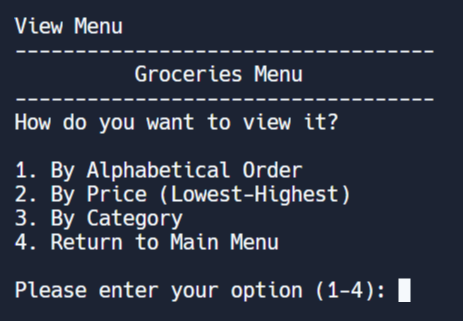 View Menu
-----------------------------------
Groceries Menu
-----------------------------------
How do you want to view it?
1. By Alphabetical Order
2. By Price (Lowest-Highest)
3. By Category
4. Return to Main Menu
Please enter your option (1-4):